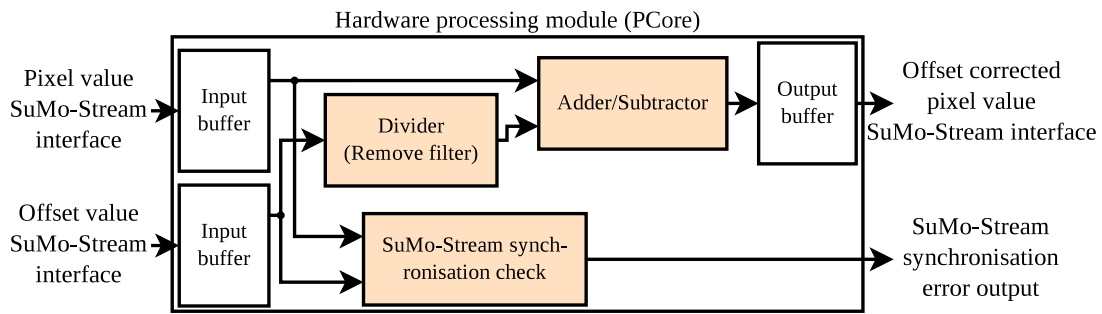 Hardware processing module (PCore)
Pixel value
SuMo-Stream
interface
Input
buffer
Divider
(Remove filter)
Adder/Subtractor
Output
buffer
Offset corrected
pixel value
SuMo-Stream interface
Offset value
SuMo-Stream
interface
Input
buffer
SuMo-Stream synch-
ronisation check
SuMo-Stream
synchronisation
error output